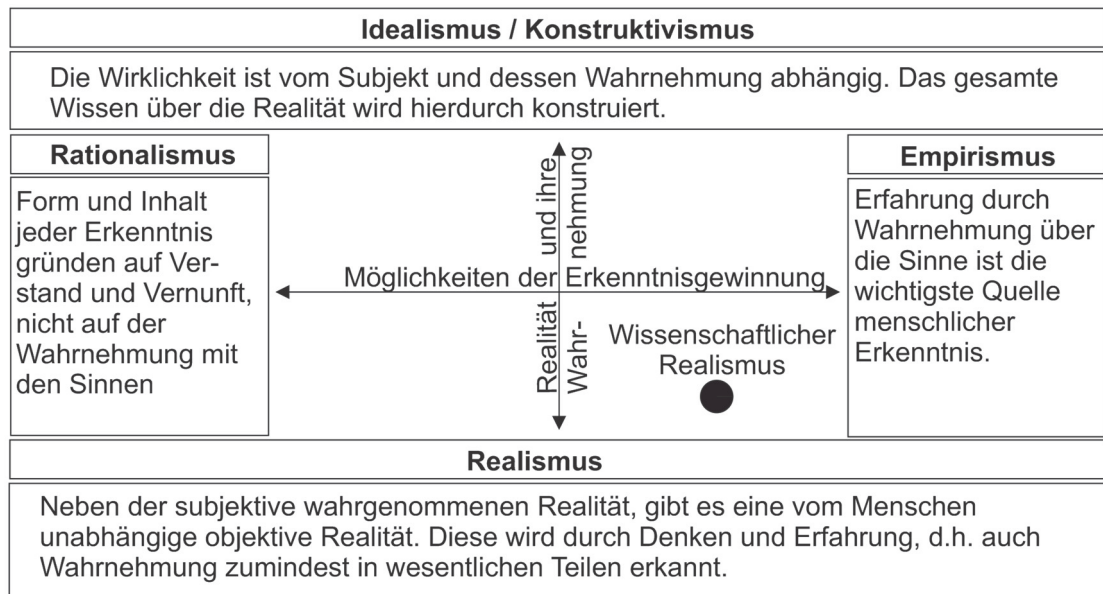 Idealismus / Konstruktivismus
Die Wirklichkeit ist vom Subjekt und dessen Wahrnehmung abhängig. Das gesamte
Wissen über die Realität wird hierdurch konstruiert.
Rationalismus
Form und Inhalt
jeder Erkenntnis
gründen auf Ver-
stand und Vernunft,
nicht auf der
Wahrnehmung mit
den Sinnen
Realität und ihre
Wahr- nehmung
Möglichkeiten der Erkenntnisgewinnung
Wissenschaftlicher
Realismus
Empirismus
Erfahrung durch
Wahrnehmung über
die Sinne ist die
wichtigste Quelle
menschlicher
Erkenntnis.
Realismus
Neben der subjektive wahrgenommenen Realität, gibt es eine vom Menschen
unabhängige objektive Realität. Diese wird durch Denken und Erfahrung, d.h. auch
Wahrnehmung zumindest in wesentlichen Teilen erkannt.